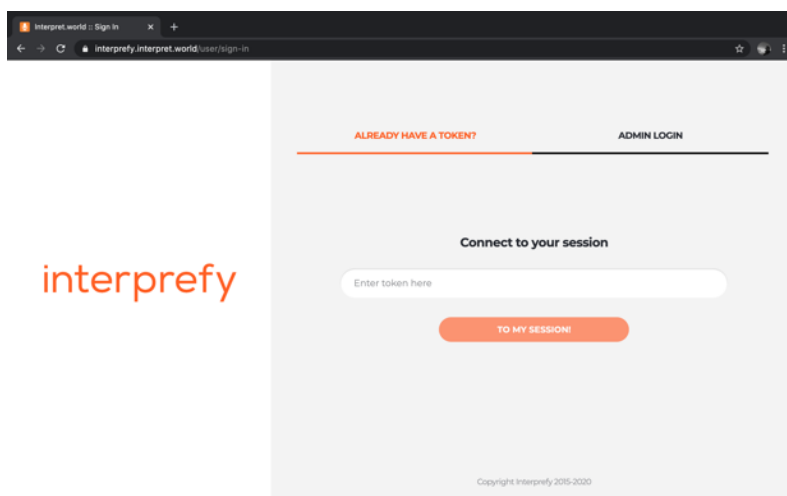 Interpret.world :: Sign In
interprefy.interpret.world/user/sign-in
ALREADY HAVE A TOKEN?
ADMIN LOGIN
Connect to your session
interprefy
Enter token here
TO MY SESSION!
Copyright Interprefy 2015-2020